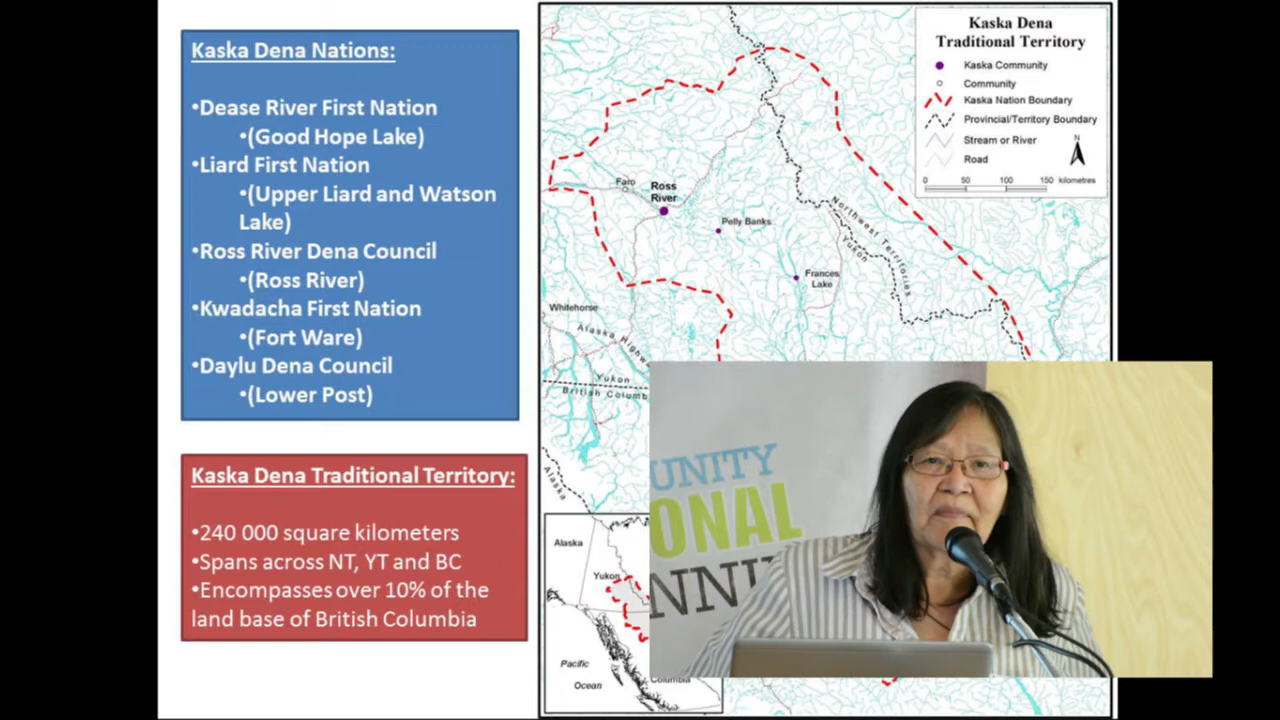 Kaska Dena Nations:
•Dease River First Nation
•(Good Hope Lake)
•Liard First Nation
•(Upper Liard and Watson
Lake)
•Ross River Dena Council
•(Ross River)
•Kwadacha First Nation
•(Fort Ware)
•Daylu Dena Council
•(Lower Post)
Kaska Dena Traditional Territory:
•240 000 square kilometers
•Spans across NT, YT and BC
•Encompasses over 10% of the
land base of British Columbia
Kaska Dena
Traditional Territory
Kaska Community
Community
Kaska Nation Boundary
Provincial/Territory Boundary
Stream or River
Road
N
0 50 100 150 kilometres
Faro
Ross
River
Pelly Banks
Frances
Lake
Northwest Territories
Yukon
Whitehorse
Alaska Highw
Yukon
British Columb
Alaska
Alaska
Yukon
Pacific
Ocean
Columbia
UNITY
ONAL
NNI